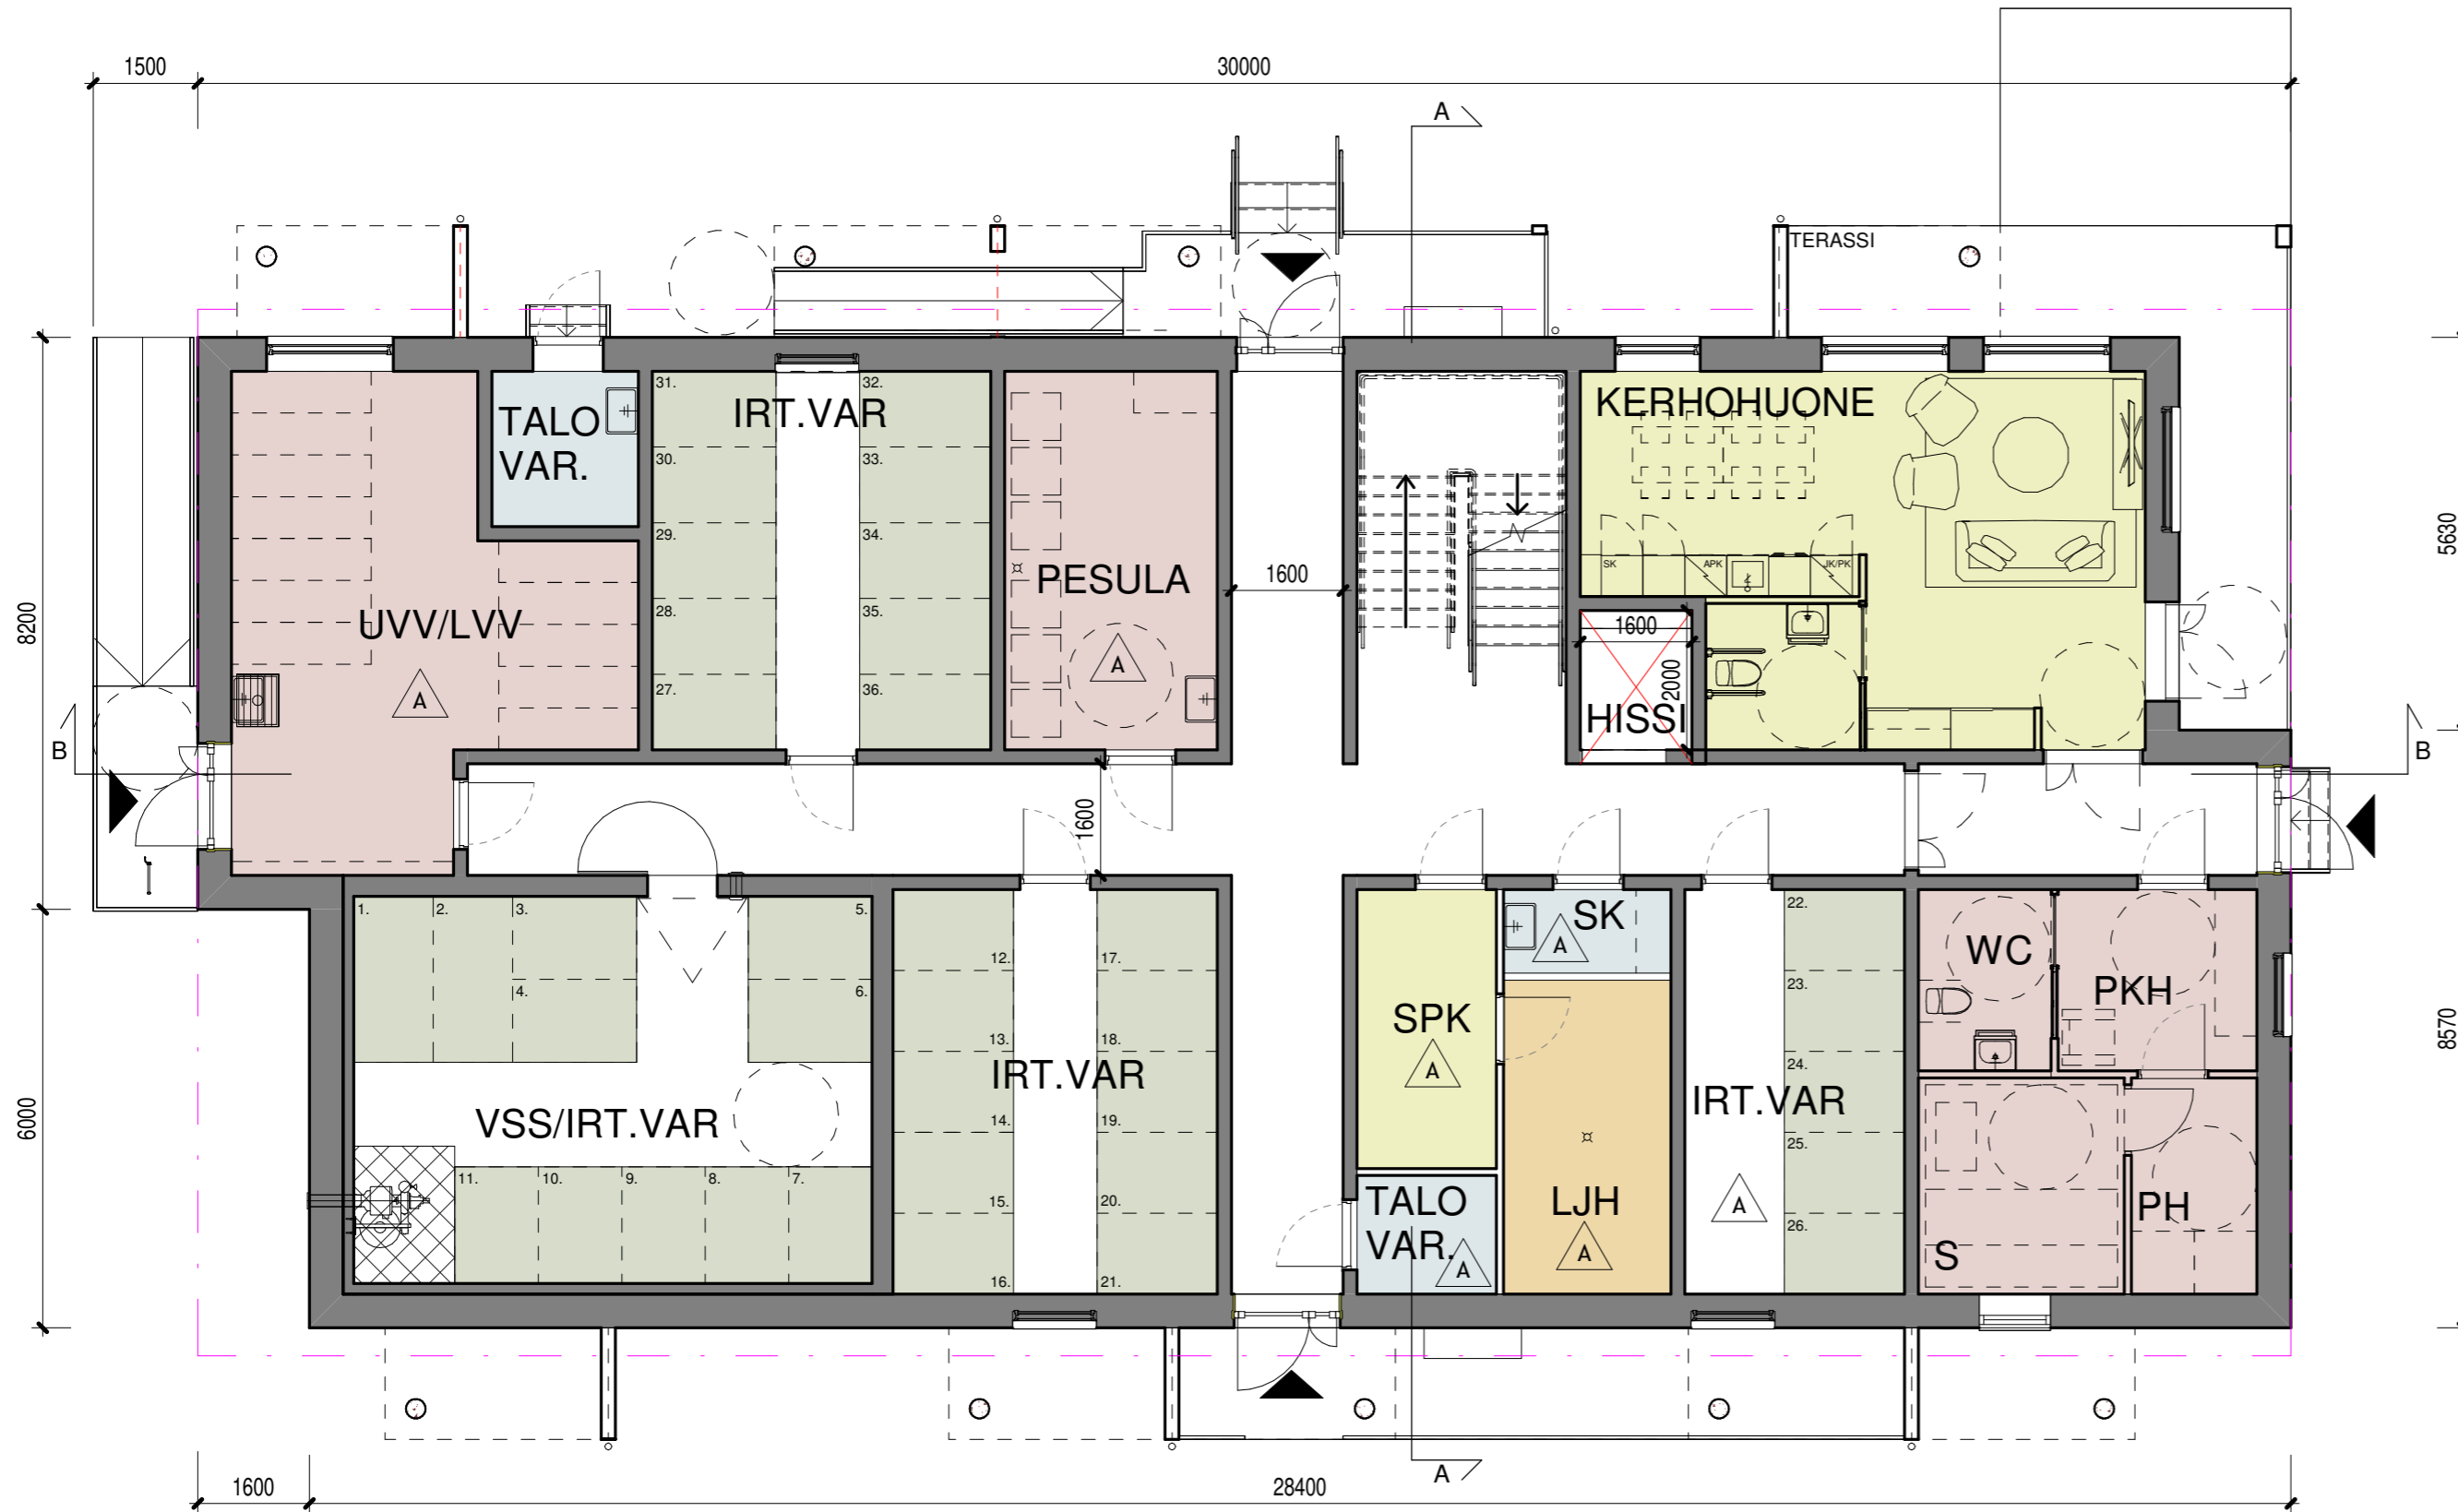 1500
30000
A
TERASSI
31.
32.
IRT.VAR
TALO
VAR.
KERHOHUONE
30.
33.
29.
34.
5630
SK
APK
JK/PK
PESULA
1600
28.
35.
UVV/LVV
8200
1600
2000
A
27.
36.
A
HISSI
B
B
1600
1.
2.
3.
5.
22.
SK
A
WC
12.
17.
4.
6.
23.
PKH
SPK
A
13.
18.
24.
8570
IRT.VAR
IRT.VAR
VSS/IRT.VAR
6000
14.
19.
25.
11.
10.
9.
8.
7.
15.
20.
TALO
VAR.
A
LJH
A
A
26.
PH
S
16.
21.
A
1600
28400